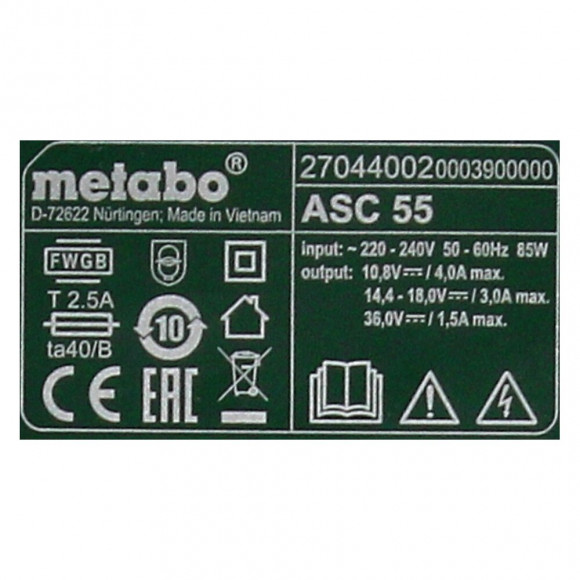 metabo®
D-72622 Nürtingen; Made in Vietnam
FWGB
T 2.5A
ta40/B
10
CE EAC
270440020003900000
ASC 55
input: ~ 220 - 240V 50 - 60Hz 85W
output: 10,8V⎓/ 4,0A max.
14,4 - 18,0V⎓/ 3,0A max.
36,0V⎓/ 1,5A max.